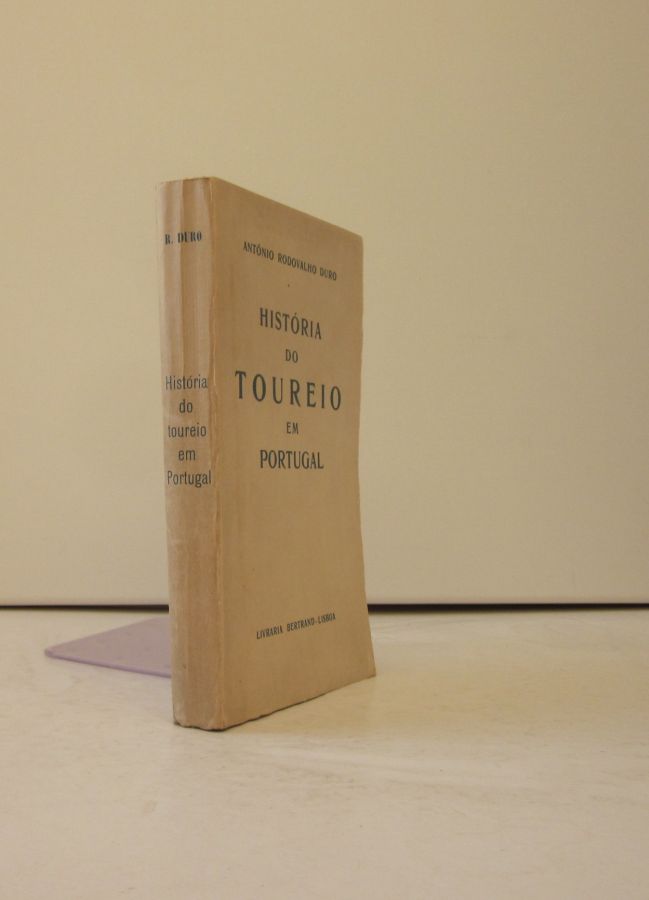 R. DURO
História
do
toureio
em
Portugal
ANTÓNIO RODOVALHO DURO
HISTÓRIA
DO
TOUREIO
EM
PORTUGAL
LIVRARIA BERTRAND-LISBOA